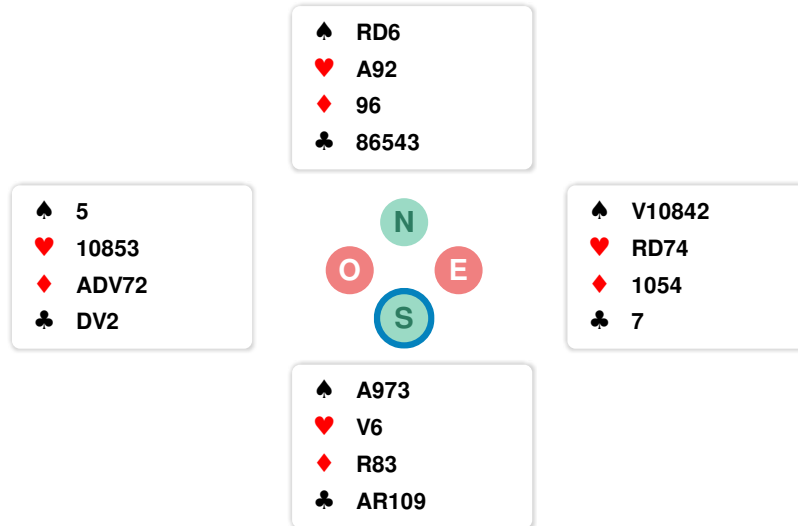 ♠ RD6
♥ A92
♦ 96
♣ 86543
♠ 5
♥ 10853
♦ ADV72
♣ DV2
N
O E
S
♠ V10842
♥ RD74
♦ 1054
♣ 7
♠ A973
♥ V6
♦ R83
♣ AR109